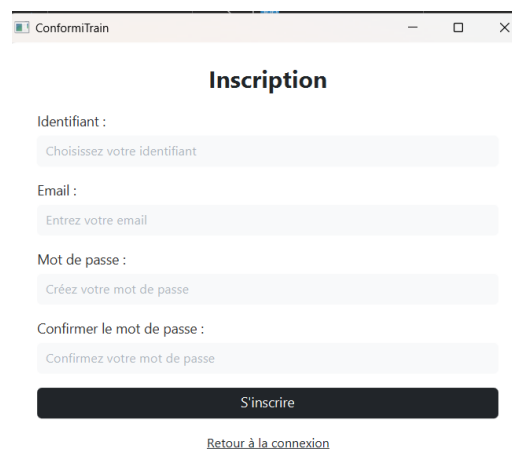 ConformiTrain
Inscription
Identifiant :
Choisissez votre identifiant
Email :
Entrez votre email
Mot de passe :
Créez votre mot de passe
Confirmer le mot de passe :
Confirmez votre mot de passe
S'inscrire
Retour à la connexion